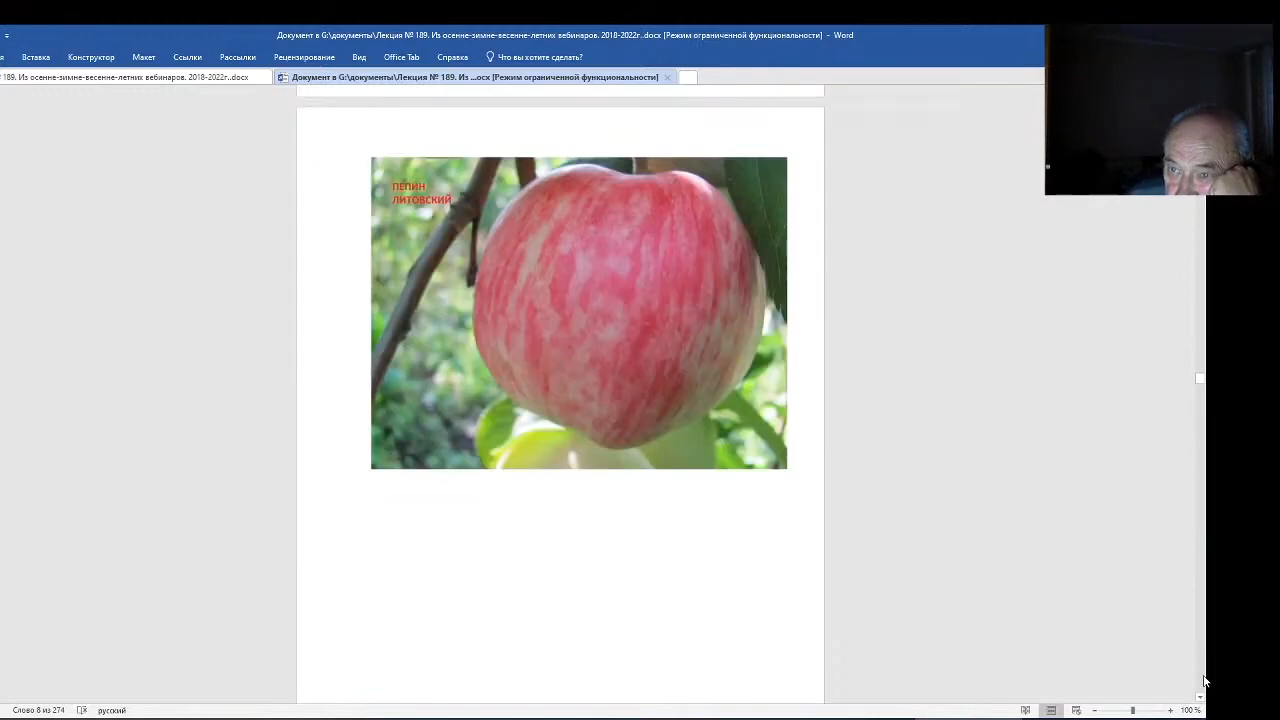 Документ в G:\документы\Лекция № 189. Из осенне-зимне-весенне-летних вебинаров. 2018-2022г..docx [Режим ограниченной функциональности] - Word
Вставка Конструктор Макет Ссылки Рассылки Рецензирование Вид Office Tab Справка Что вы хотите сделать?
189. Из осенне-зимне-весенне-летних вебинаров. 2018-2022г..docx Документ в G:\документы\Лекция № 189. Из ...ocx [Режим ограниченной функциональности]
ПЕПИН
ЛИТОВСКИЙ
Слово 8 из 274 русский 100 %